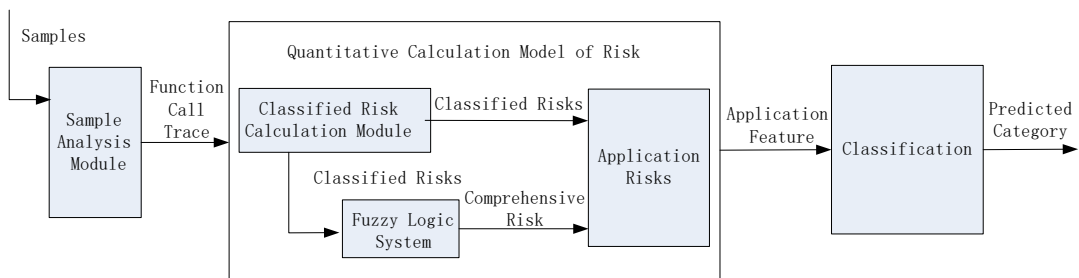 Samples
Sample
Analysis
Module
Function
Call
Trace
Quantitative Calculation Model of Risk
Classified Risk
Calculation Module
Classified Risks
Classified Risks
Fuzzy Logic
System
Comprehensive
Risk
Application
Risks
Application
Feature
Classification
Predicted
Category